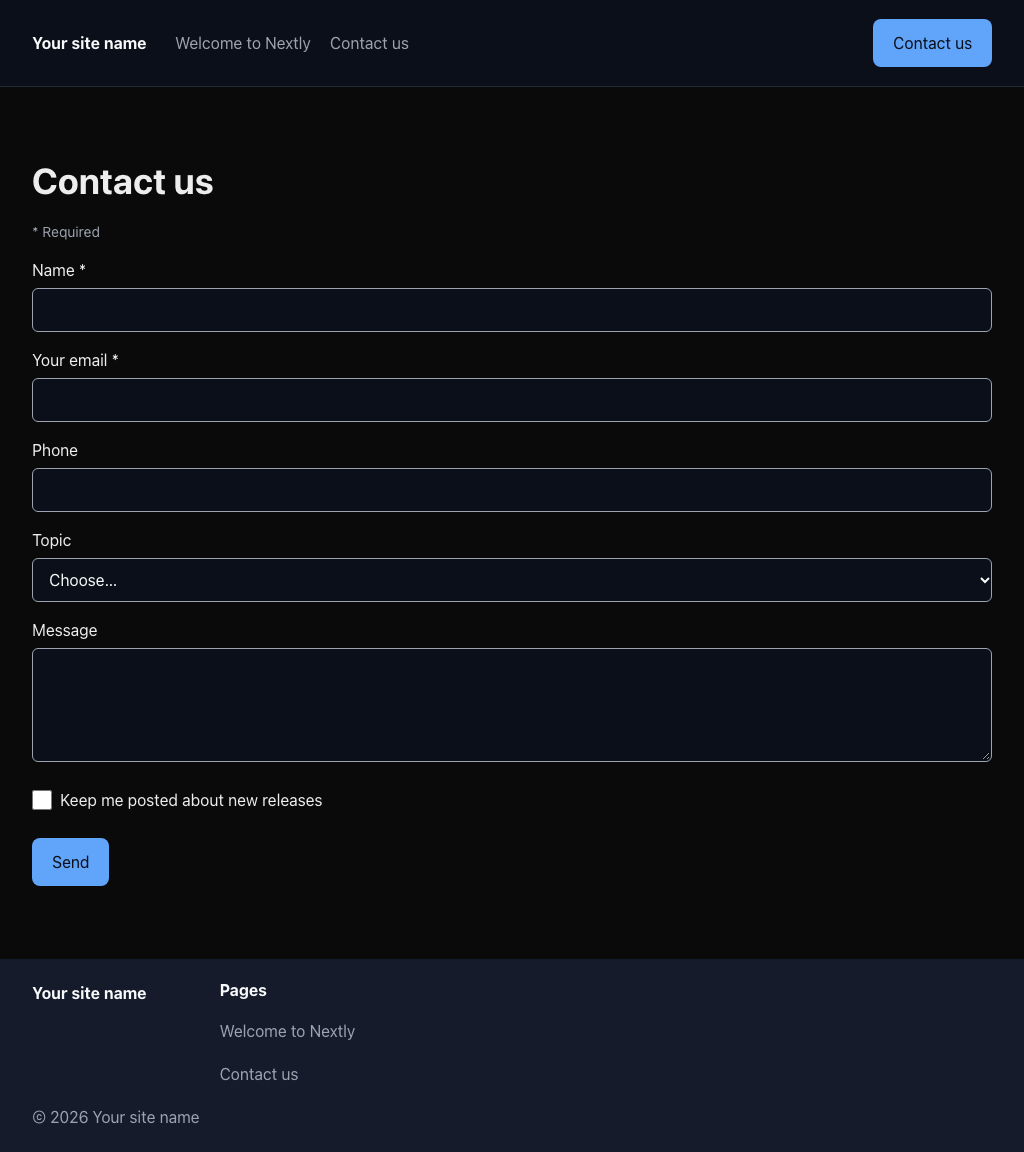 Your site name Welcome to Nextly Contact us Contact us
Contact us
* Required
Name *
Your email *
Phone
Topic
Choose...
Message
Keep me posted about new releases
Send
Your site name
Pages
Welcome to Nextly
Contact us
© 2026 Your site name